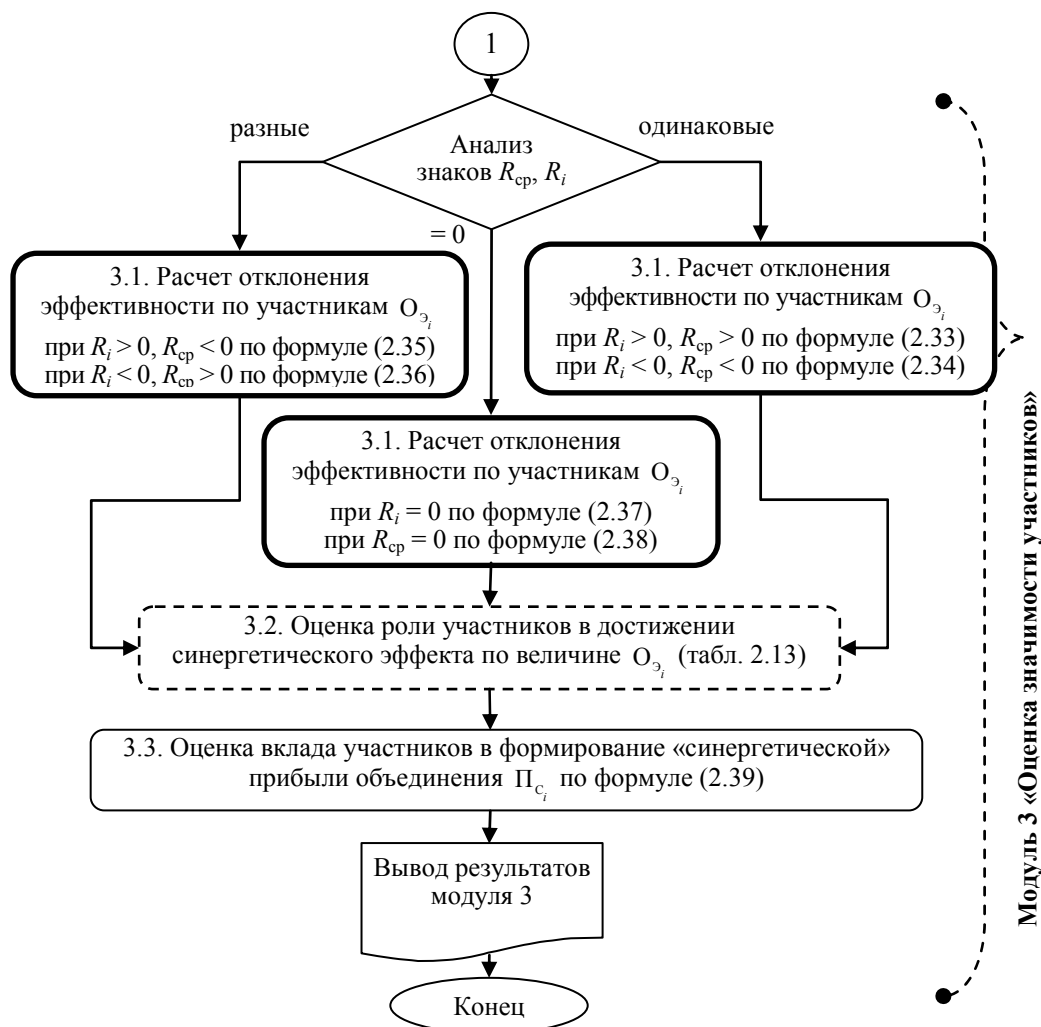 1
разные
одинаковые
Анализ
знаков Rср, Ri
= 0
3.1. Расчет отклонения
эффективности по участникам ОЭi
при Ri > 0, Rср < 0 по формуле (2.35)
при Ri < 0, Rср > 0 по формуле (2.36)
3.1. Расчет отклонения
эффективности по участникам ОЭi
при Ri > 0, Rср > 0 по формуле (2.33)
при Ri < 0, Rср < 0 по формуле (2.34)
3.1. Расчет отклонения
эффективности по участникам ОЭi
при Ri = 0 по формуле (2.37)
при Rср = 0 по формуле (2.38)
3.2. Оценка роли участников в достижении
синергетического эффекта по величине ОЭi (табл. 2.13)
3.3. Оценка вклада участников в формирование «синергетической»
прибыли объединения ПСi по формуле (2.39)
Вывод результатов
модуля 3
Конец
Модуль 3 «Оценка значимости участников»